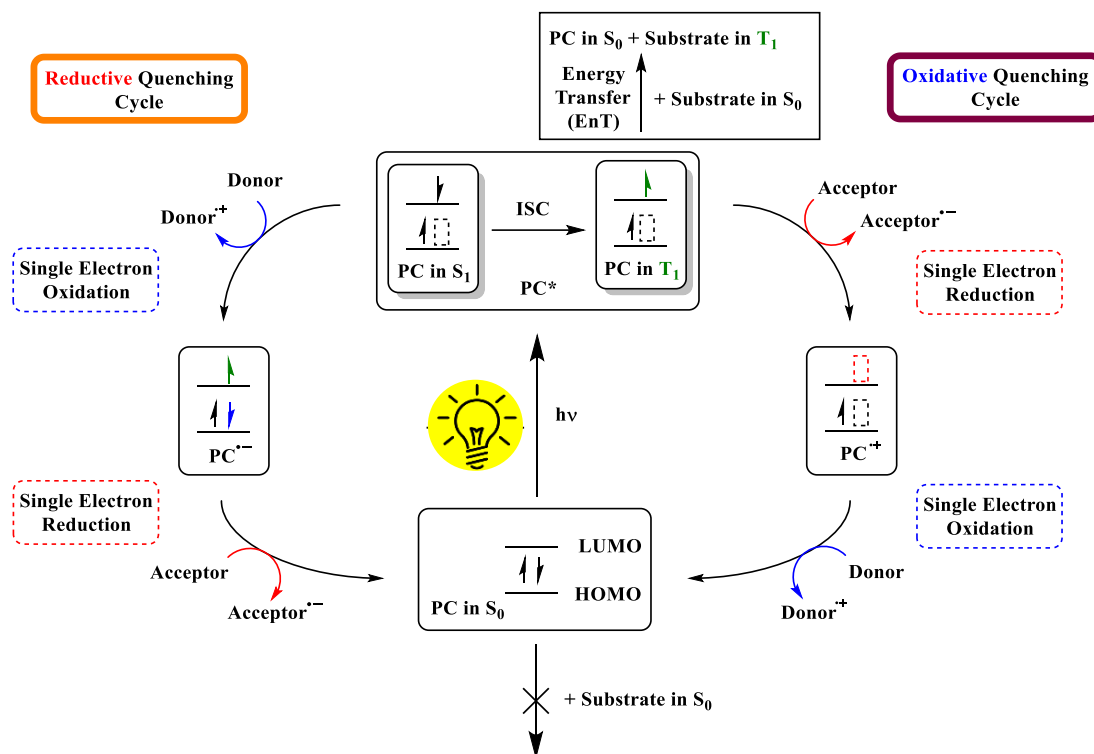 PC in S₀ + Substrate in T₁
Energy
Transfer
(EnT)
+ Substrate in S₀
Reductive Quenching
Cycle
Oxidative Quenching
Cycle
Donor
Donor·⁺
Single Electron
Oxidation
PC in S₁
ISC
PC in T₁
PC*
Acceptor
Acceptor·⁻
Single Electron
Reduction
PC·⁻
hν
PC·⁺
Single Electron
Reduction
Acceptor
Acceptor·⁻
LUMO
HOMO
PC in S₀
Single Electron
Oxidation
Donor
Donor·⁺
+ Substrate in S₀